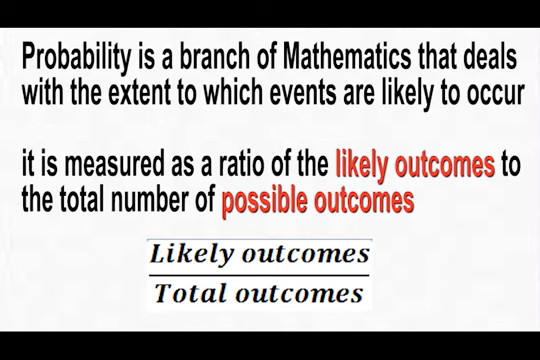 Probability is a branch of Mathematics that deals
with the extent to which events are likely to occur
it is measured as a ratio of the likely outcomes to
the total number of possible outcomes
Likely outcomes
Total outcomes